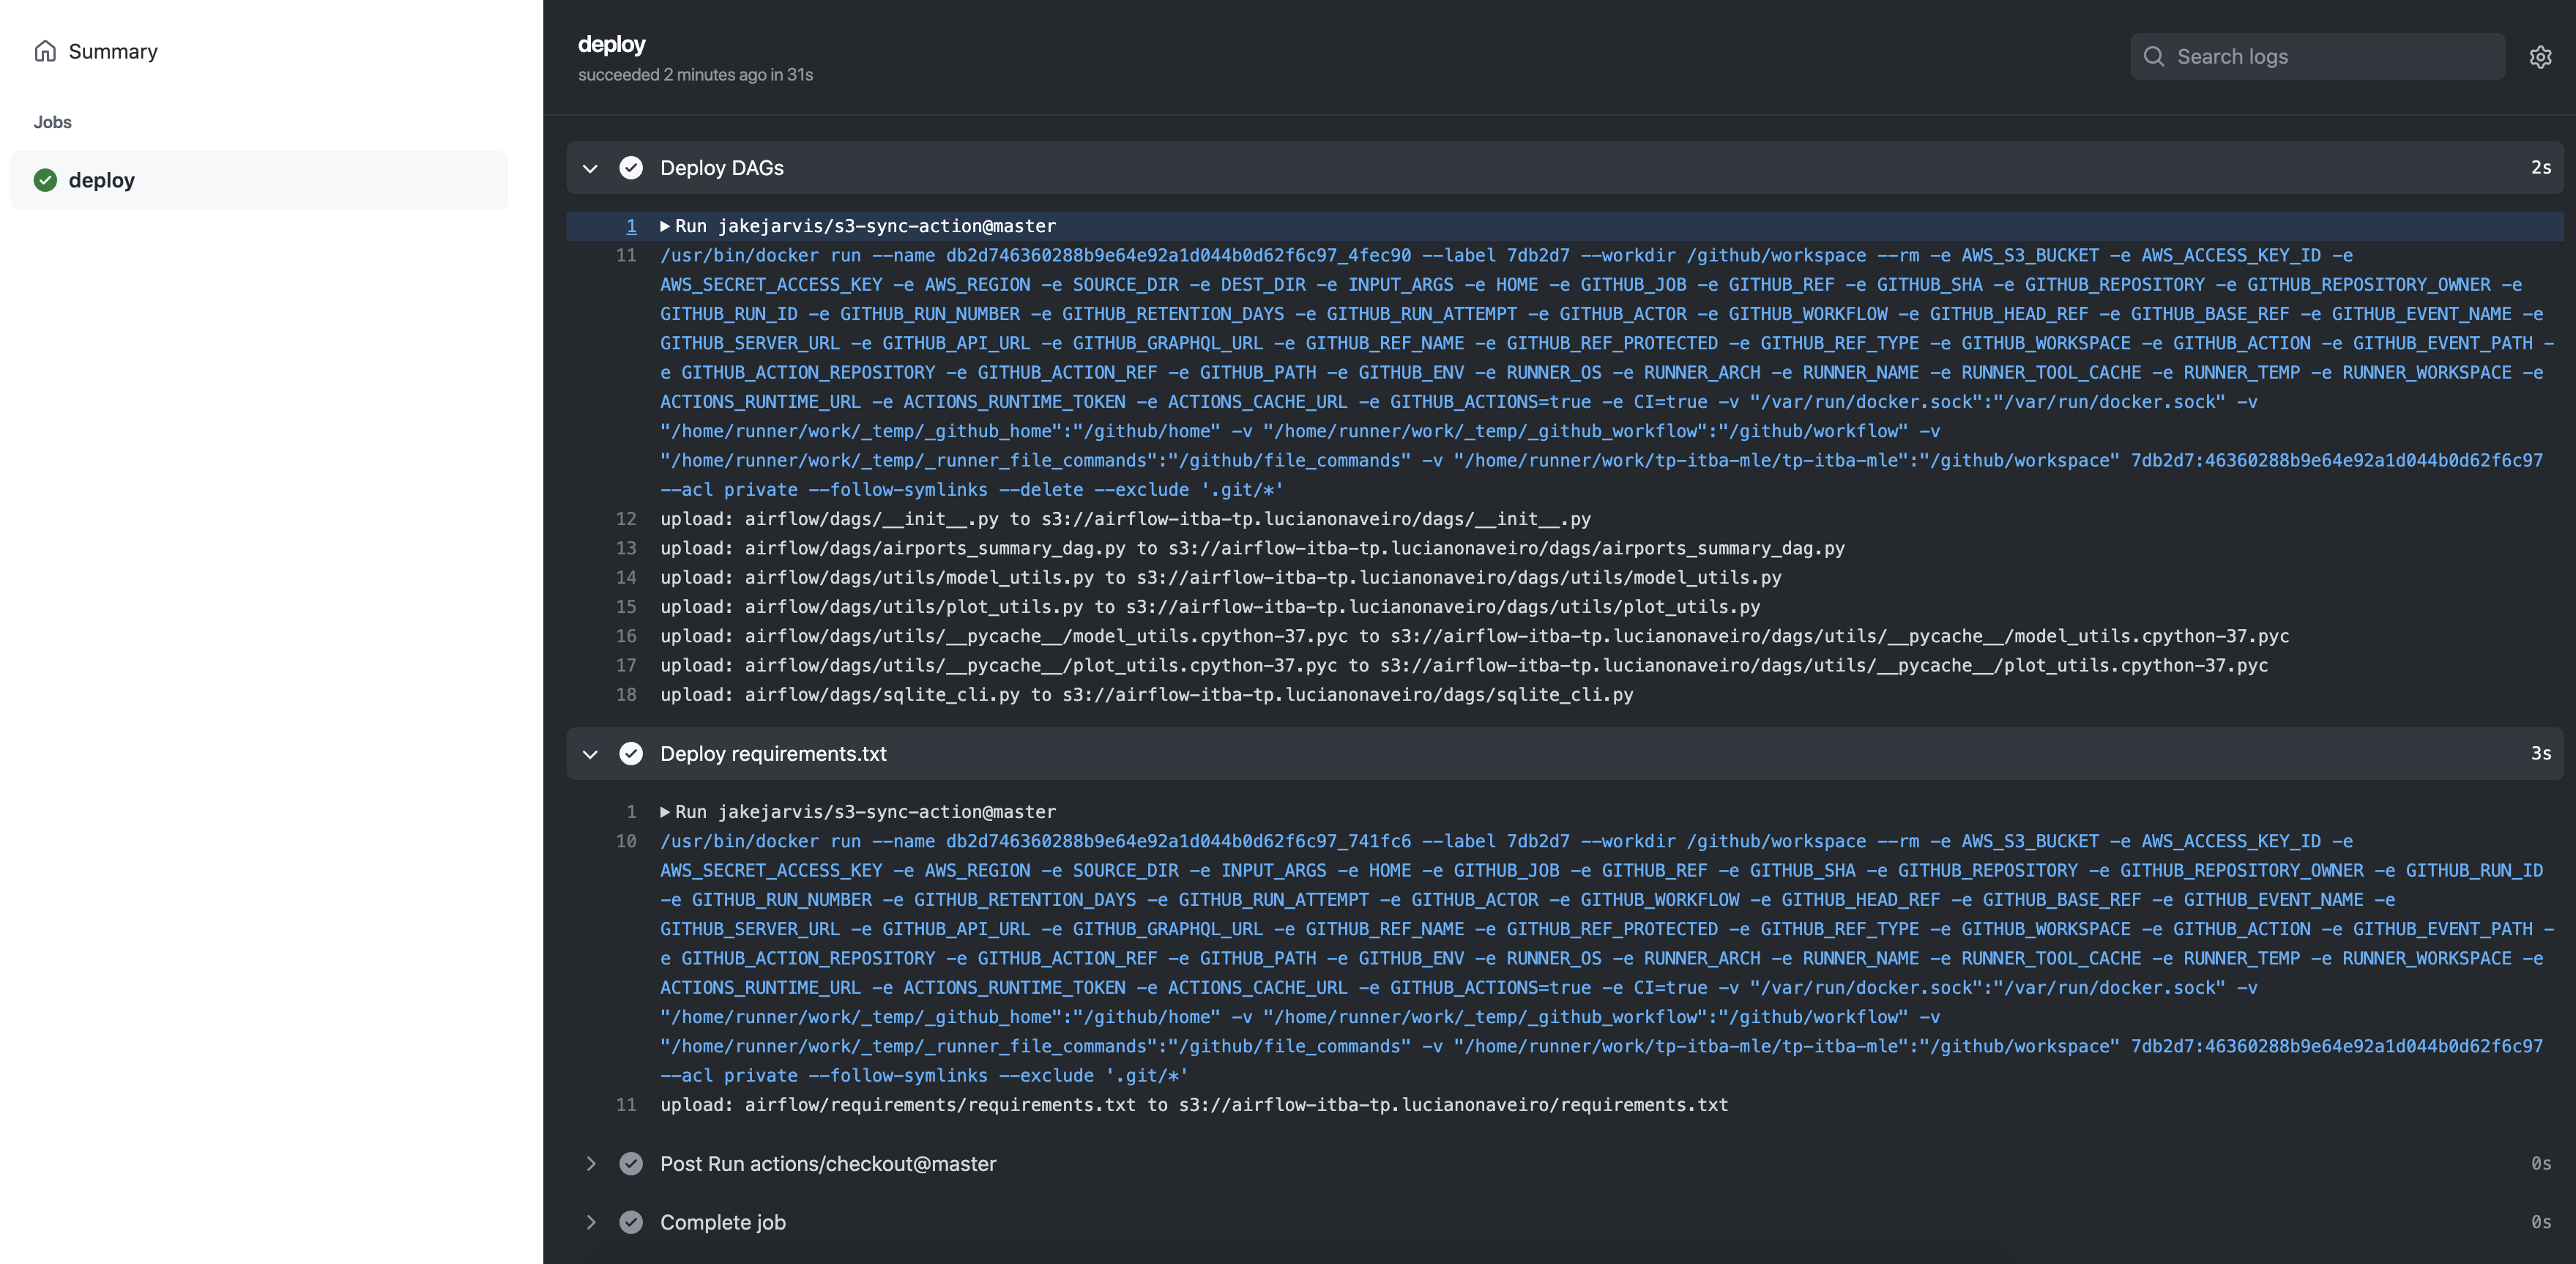 Summary
Jobs
deploy
deploy
succeeded 2 minutes ago in 31s
Search logs
Deploy DAGs 2s
1 Run jakejarvis/s3-sync-action@master
11 /usr/bin/docker run --name db2d746360288b9e64e92a1d044b0d62f6c97_4fec90 --label 7db2d7 --workdir /github/workspace --rm -e AWS_S3_BUCKET -e AWS_ACCESS_KEY_ID -e
AWS_SECRET_ACCESS_KEY -e AWS_REGION -e SOURCE_DIR -e DEST_DIR -e INPUT_ARGS -e HOME -e GITHUB_JOB -e GITHUB_REF -e GITHUB_SHA -e GITHUB_REPOSITORY -e GITHUB_REPOSITORY_OWNER -e
GITHUB_RUN_ID -e GITHUB_RUN_NUMBER -e GITHUB_RETENTION_DAYS -e GITHUB_RUN_ATTEMPT -e GITHUB_ACTOR -e GITHUB_WORKFLOW -e GITHUB_HEAD_REF -e GITHUB_BASE_REF -e GITHUB_EVENT_NAME -e
GITHUB_SERVER_URL -e GITHUB_API_URL -e GITHUB_GRAPHQL_URL -e GITHUB_REF_NAME -e GITHUB_REF_PROTECTED -e GITHUB_REF_TYPE -e GITHUB_WORKSPACE -e GITHUB_ACTION -e GITHUB_EVENT_PATH -
e GITHUB_ACTION_REPOSITORY -e GITHUB_ACTION_REF -e GITHUB_PATH -e GITHUB_ENV -e RUNNER_OS -e RUNNER_ARCH -e RUNNER_NAME -e RUNNER_TOOL_CACHE -e RUNNER_TEMP -e RUNNER_WORKSPACE -e
ACTIONS_RUNTIME_URL -e ACTIONS_RUNTIME_TOKEN -e ACTIONS_CACHE_URL -e GITHUB_ACTIONS=true -e CI=true -v "/var/run/docker.sock":"/var/run/docker.sock" -v
"/home/runner/work/_temp/_github_home":"/github/home" -v "/home/runner/work/_temp/_github_workflow":"/github/workflow" -v
"/home/runner/work/_temp/_runner_file_commands":"/github/file_commands" -v "/home/runner/work/tp-itba-mle/tp-itba-mle":"/github/workspace" 7db2d7:46360288b9e64e92a1d044b0d62f6c97
--acl private --follow-symlinks --delete --exclude '.git/*'
12 upload: airflow/dags/__init__.py to s3://airflow-itba-tp.lucianonaveiro/dags/__init__.py
13 upload: airflow/dags/airports_summary_dag.py to s3://airflow-itba-tp.lucianonaveiro/dags/airports_summary_dag.py
14 upload: airflow/dags/utils/model_utils.py to s3://airflow-itba-tp.lucianonaveiro/dags/utils/model_utils.py
15 upload: airflow/dags/utils/plot_utils.py to s3://airflow-itba-tp.lucianonaveiro/dags/utils/plot_utils.py
16 upload: airflow/dags/utils/__pycache__/model_utils.cpython-37.pyc to s3://airflow-itba-tp.lucianonaveiro/dags/utils/__pycache__/model_utils.cpython-37.pyc
17 upload: airflow/dags/utils/__pycache__/plot_utils.cpython-37.pyc to s3://airflow-itba-tp.lucianonaveiro/dags/utils/__pycache__/plot_utils.cpython-37.pyc
18 upload: airflow/dags/sqlite_cli.py to s3://airflow-itba-tp.lucianonaveiro/dags/sqlite_cli.py
Deploy requirements.txt 3s
1 Run jakejarvis/s3-sync-action@master
10 /usr/bin/docker run --name db2d746360288b9e64e92a1d044b0d62f6c97_741fc6 --label 7db2d7 --workdir /github/workspace --rm -e AWS_S3_BUCKET -e AWS_ACCESS_KEY_ID -e
AWS_SECRET_ACCESS_KEY -e AWS_REGION -e SOURCE_DIR -e INPUT_ARGS -e HOME -e GITHUB_JOB -e GITHUB_REF -e GITHUB_SHA -e GITHUB_REPOSITORY -e GITHUB_REPOSITORY_OWNER -e GITHUB_RUN_ID
-e GITHUB_RUN_NUMBER -e GITHUB_RETENTION_DAYS -e GITHUB_RUN_ATTEMPT -e GITHUB_ACTOR -e GITHUB_WORKFLOW -e GITHUB_HEAD_REF -e GITHUB_BASE_REF -e GITHUB_EVENT_NAME -e
GITHUB_SERVER_URL -e GITHUB_API_URL -e GITHUB_GRAPHQL_URL -e GITHUB_REF_NAME -e GITHUB_REF_PROTECTED -e GITHUB_REF_TYPE -e GITHUB_WORKSPACE -e GITHUB_ACTION -e GITHUB_EVENT_PATH -
e GITHUB_ACTION_REPOSITORY -e GITHUB_ACTION_REF -e GITHUB_PATH -e GITHUB_ENV -e RUNNER_OS -e RUNNER_ARCH -e RUNNER_NAME -e RUNNER_TOOL_CACHE -e RUNNER_TEMP -e RUNNER_WORKSPACE -e
ACTIONS_RUNTIME_URL -e ACTIONS_RUNTIME_TOKEN -e ACTIONS_CACHE_URL -e GITHUB_ACTIONS=true -e CI=true -v "/var/run/docker.sock":"/var/run/docker.sock" -v
"/home/runner/work/_temp/_github_home":"/github/home" -v "/home/runner/work/_temp/_github_workflow":"/github/workflow" -v
"/home/runner/work/_temp/_runner_file_commands":"/github/file_commands" -v "/home/runner/work/tp-itba-mle/tp-itba-mle":"/github/workspace" 7db2d7:46360288b9e64e92a1d044b0d62f6c97
--acl private --follow-symlinks --exclude '.git/*'
11 upload: airflow/requirements/requirements.txt to s3://airflow-itba-tp.lucianonaveiro/requirements.txt
Post Run actions/checkout@master 0s
Complete job 0s